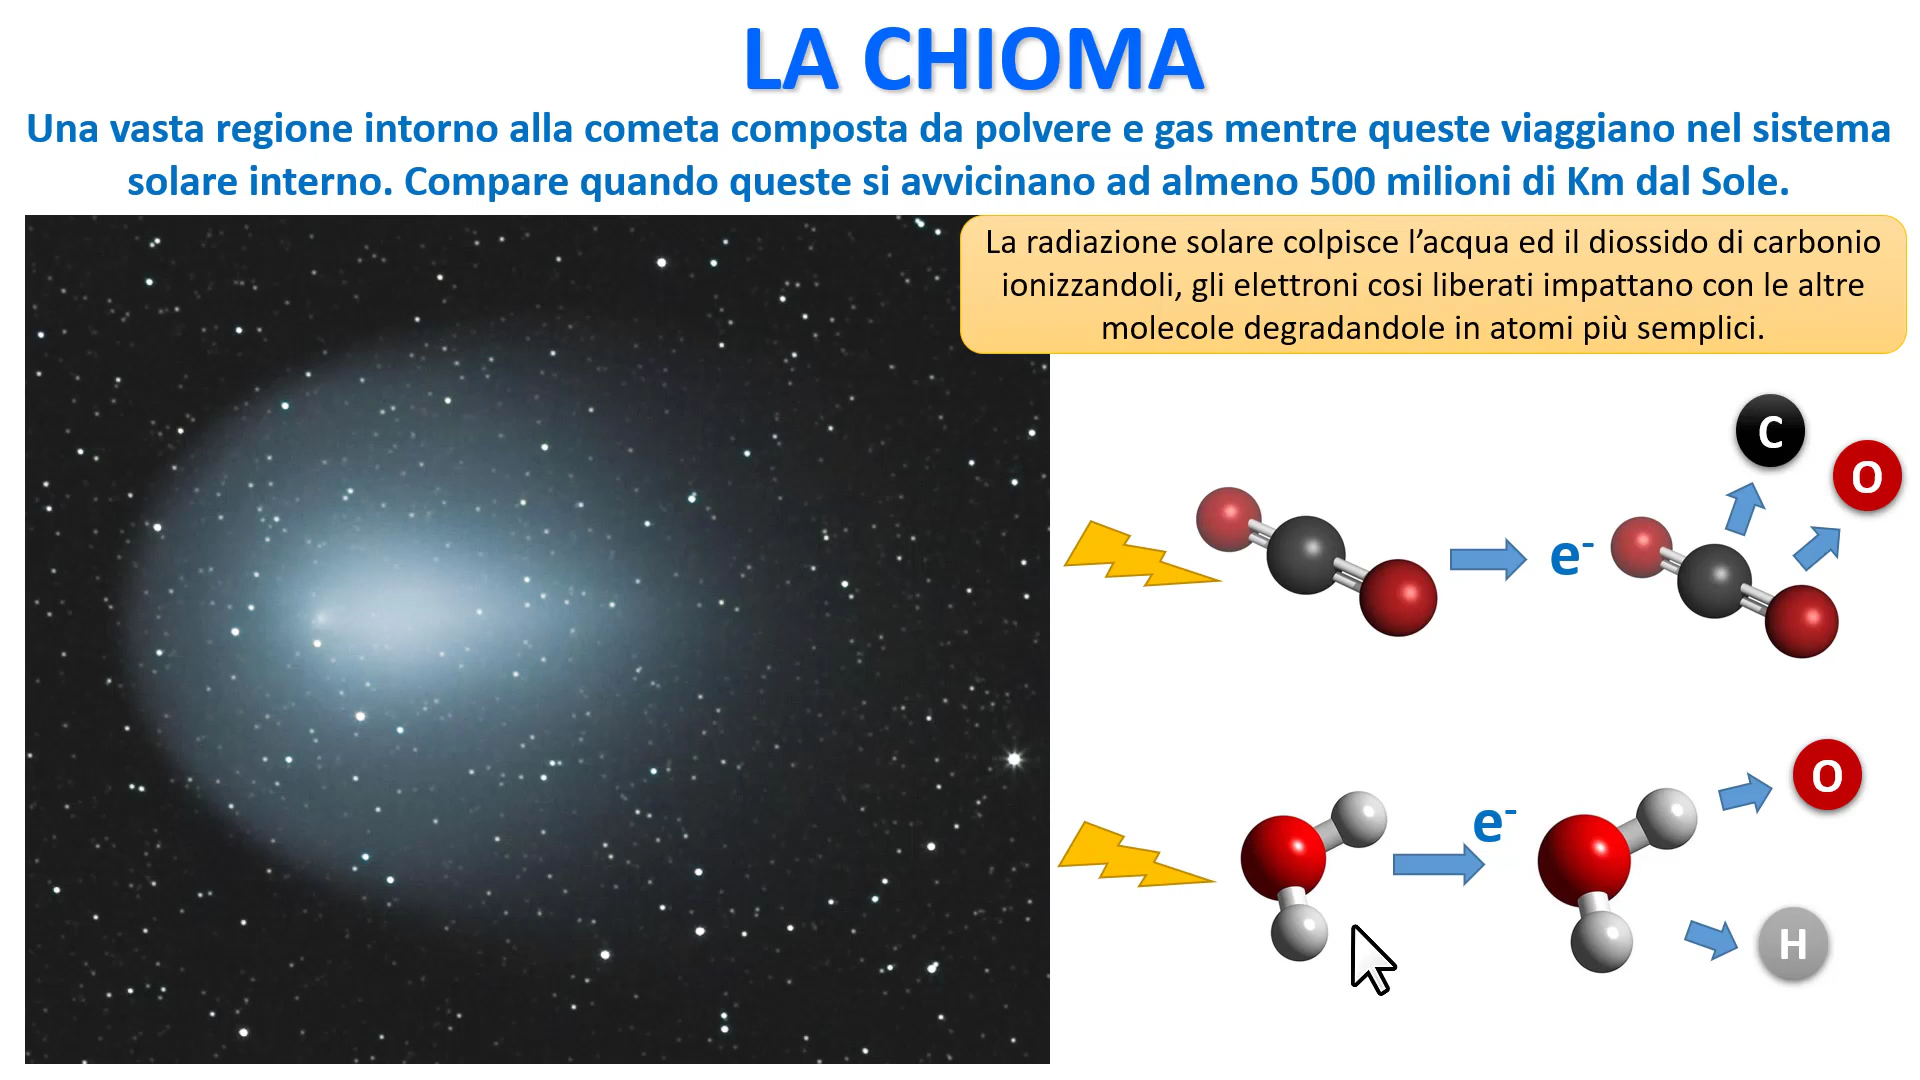 LA CHIOMA
Una vasta regione intorno alla cometa composta da polvere e gas mentre queste viaggiano nel sistema
solare interno. Compare quando queste si avvicinano ad almeno 500 milioni di Km dal Sole.
La radiazione solare colpisce l’acqua ed il diossido di carbonio
ionizzandoli, gli elettroni cosi liberati impattano con le altre
molecole degradandole in atomi più semplici.
C
O
e-
O
e-
H